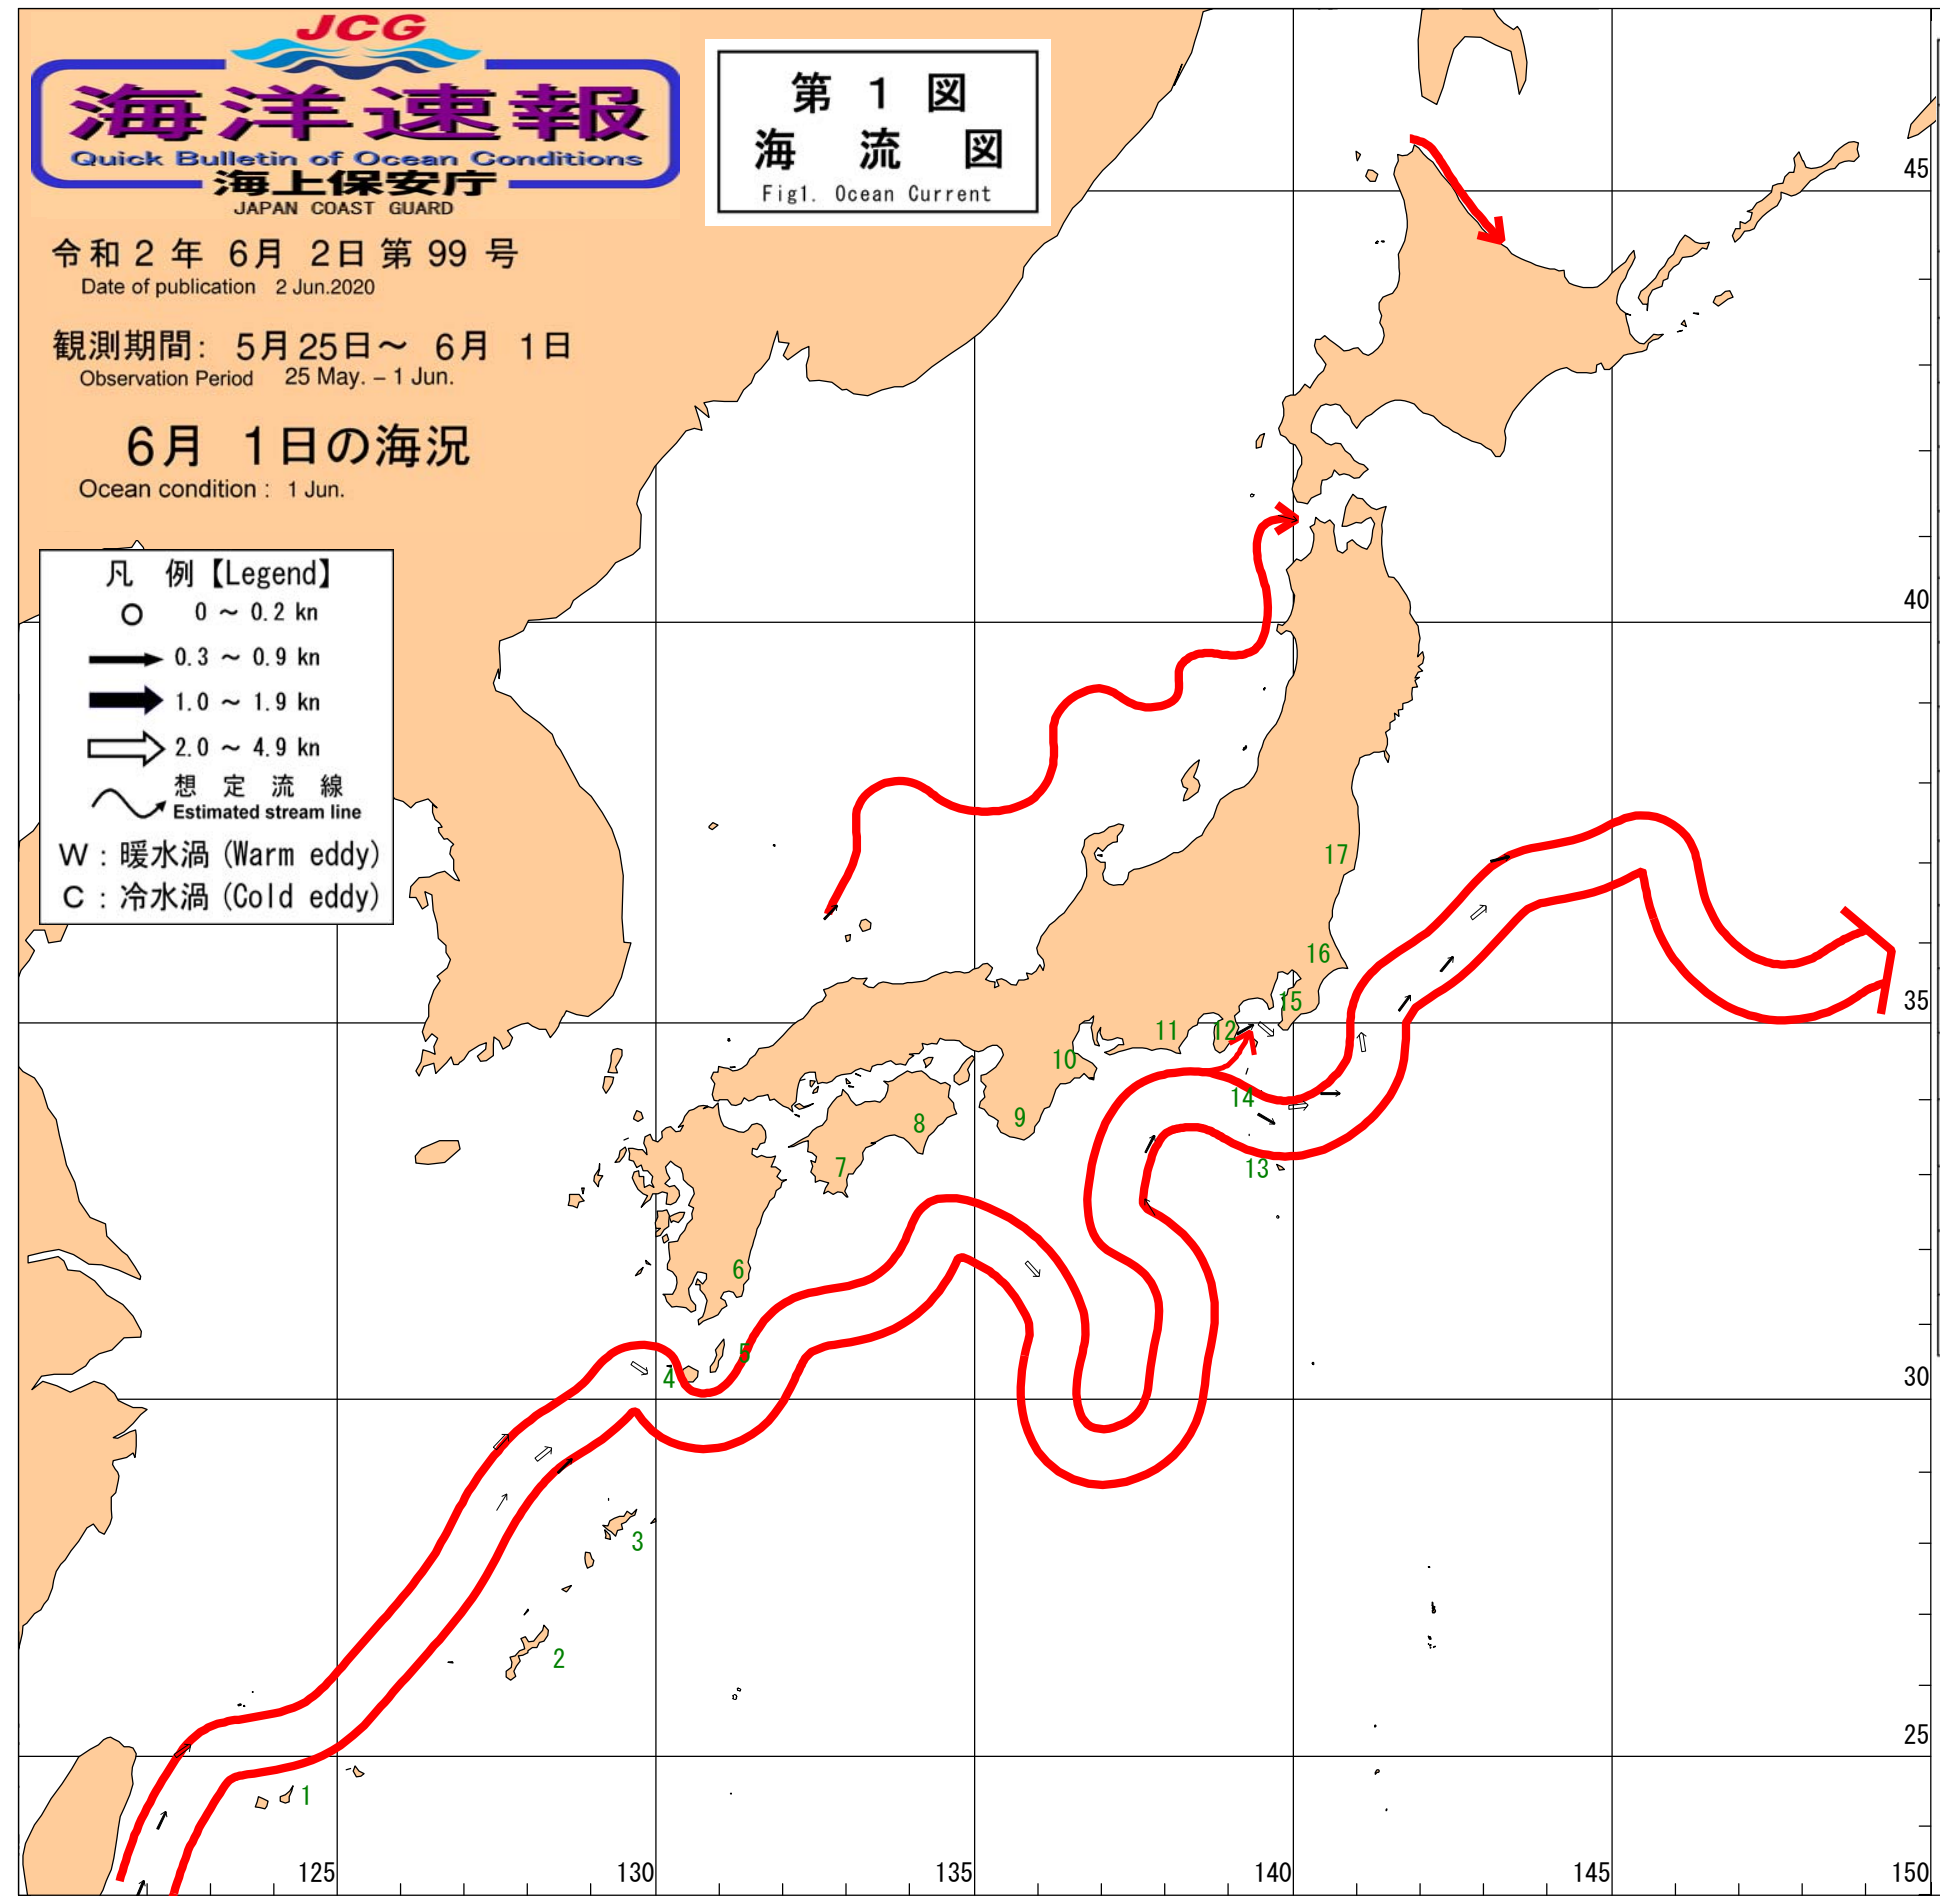 JCG
海洋速報
Quick Bulletin of Ocean Conditions
海上保安庁
JAPAN COAST GUARD
第 1 図
海 流 図
Fig1. Ocean Current
令和 2 年 6月 2日 第 99 号
Date of publication 2 Jun.2020
観測期間: 5月25日～ 6月 1日
Observation Period 25 May. – 1 Jun.
6月 1日の海況
Ocean condition : 1 Jun.
凡 例【Legend】
0 ～ 0.2 kn
0.3 ～ 0.9 kn
1.0 ～ 1.9 kn
2.0 ～ 4.9 kn
想 定 流 線
Estimated stream line
W : 暖水渦 (Warm eddy)
C : 冷水渦 (Cold eddy)
45
40
17
16
35
15
12
11
10
14
9
8
13
7
6
5
4
30
3
2
25
1
125
130
135
140
145
150